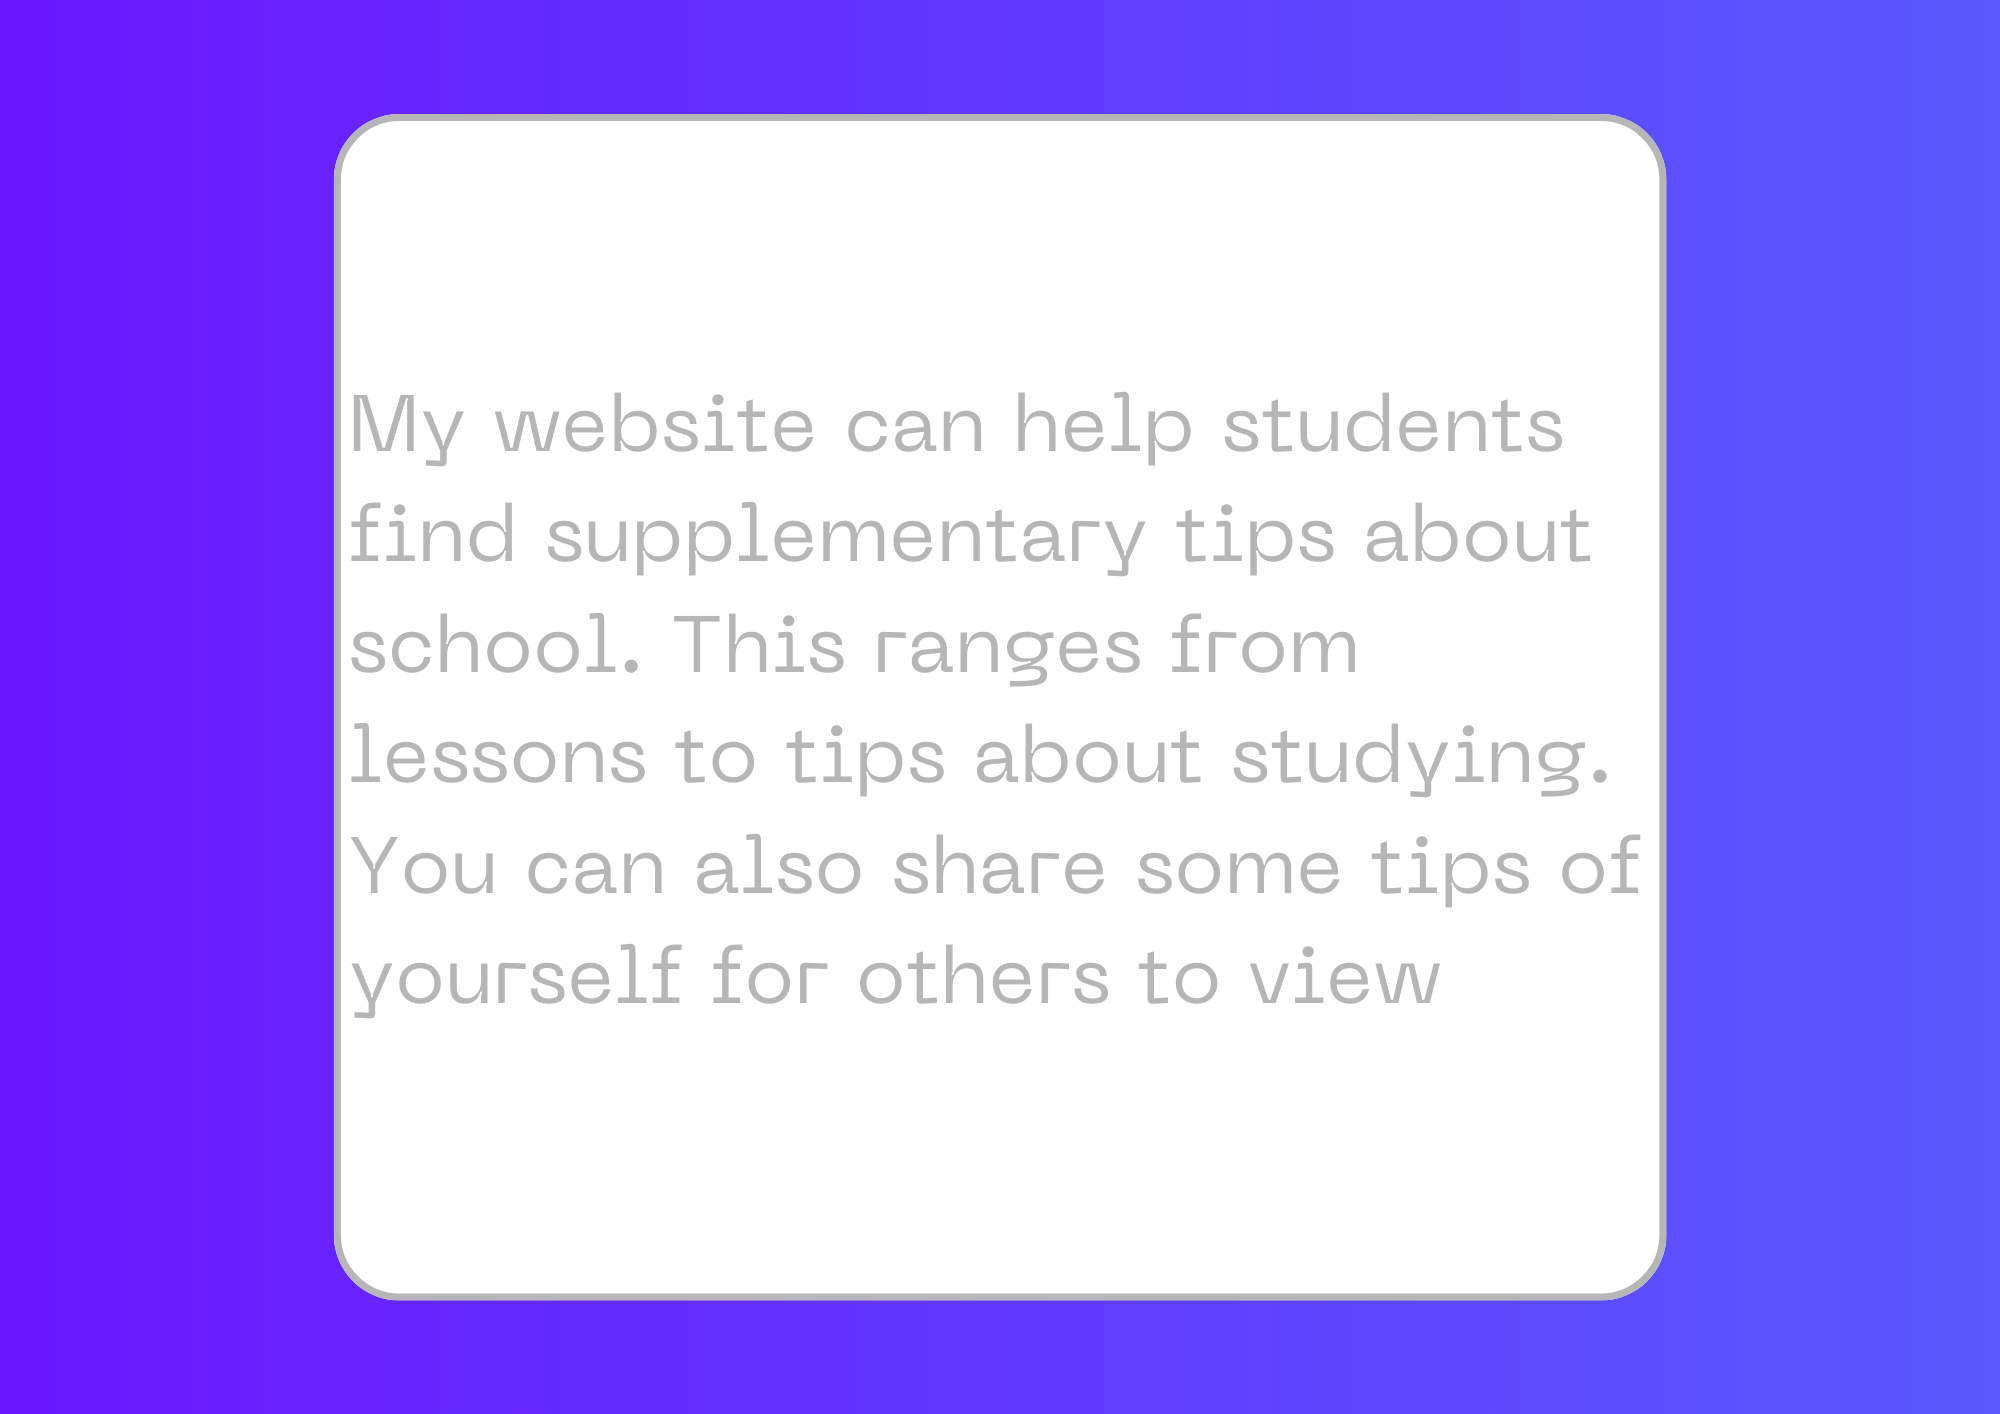 My website can help students
find supplementary tips about
school. This ranges from
lessons to tips about studying.
You can also share some tips of
yourself for others to view